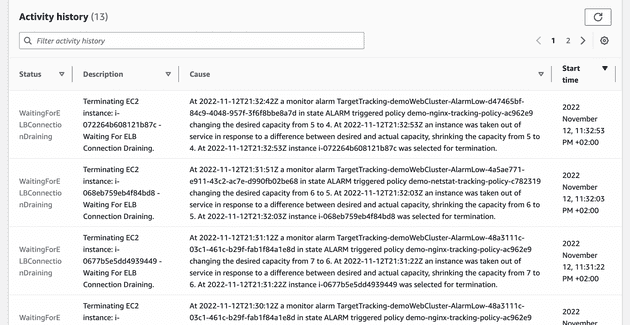 Activity history (13)
Filter activity history
1 2
Status Description Cause Start time
WaitingForE
LBConnectio
nDraining
Terminating EC2
instance: i-
072264b608121b87c -
Waiting For ELB
Connection Draining.
At 2022-11-12T21:32:42Z a monitor alarm TargetTracking-demoWebCluster-AlarmLow-d47465bf-
84c9-4048-957f-3f6f8bbe8a7d in state ALARM triggered policy demo-nginx-tracking-policy-ac962e9
changing the desired capacity from 5 to 4. At 2022-11-12T21:32:53Z an instance was taken out of
service in response to a difference between desired and actual capacity, shrinking the capacity from 5 to
4. At 2022-11-12T21:32:53Z instance i-072264b608121b87c was selected for termination.
2022
November
12, 11:32:53
PM +02:00
WaitingForE
LBConnectio
nDraining
Terminating EC2
instance: i-
068eb759eb4f84bd8 -
Waiting For ELB
Connection Draining.
At 2022-11-12T21:31:51Z a monitor alarm TargetTracking-demoWebCluster-AlarmLow-4a5ae771-
e911-43c2-ac7e-d990fb02be68 in state ALARM triggered policy demo-netstat-tracking-policy-c782319
changing the desired capacity from 6 to 5. At 2022-11-12T21:32:03Z an instance was taken out of
service in response to a difference between desired and actual capacity, shrinking the capacity from 6 to
5. At 2022-11-12T21:32:03Z instance i-068eb759eb4f84bd8 was selected for termination.
2022
November
12, 11:32:03
PM +02:00
WaitingForE
LBConnectio
nDraining
Terminating EC2
instance: i-
0677b5e5dd4939449 -
Waiting For ELB
Connection Draining.
At 2022-11-12T21:31:12Z a monitor alarm TargetTracking-demoWebCluster-AlarmLow-48a3111c-
03c1-461c-b29f-fab1f84a1e8d in state ALARM triggered policy demo-nginx-tracking-policy-ac962e9
changing the desired capacity from 7 to 6. At 2022-11-12T21:31:22Z an instance was taken out of
service in response to a difference between desired and actual capacity, shrinking the capacity from 7 to
6. At 2022-11-12T21:31:22Z instance i-0677b5e5dd4939449 was selected for termination.
2022
November
12, 11:31:22
PM +02:00
WaitingForE
Terminating EC2
instance: i-
At 2022-11-12T21:30:12Z a monitor alarm TargetTracking-demoWebCluster-AlarmLow-48a3111c-
03c1-461c-b29f-fab1f84a1e8d in state ALARM triggered policy demo-nginx-tracking-policy-ac962e9
2022
November